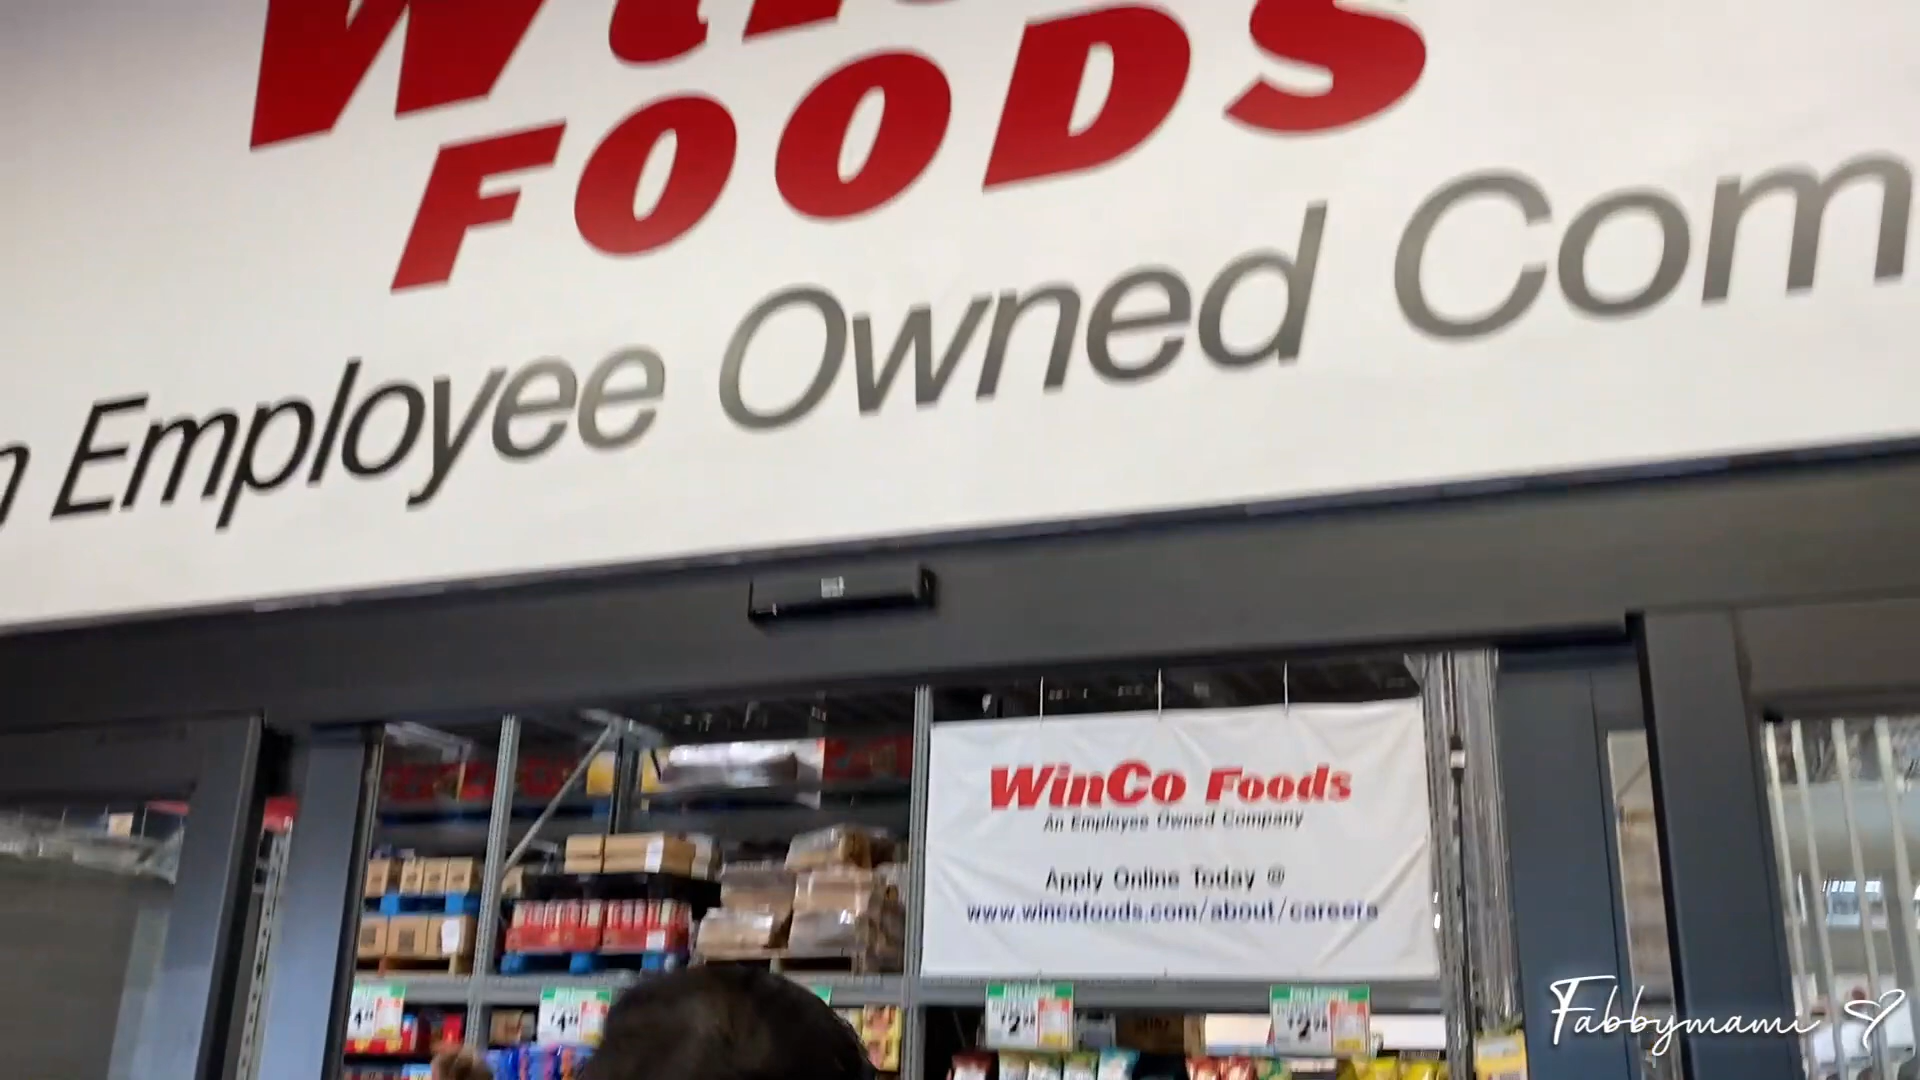 FOODS
Employee Owned Com
WinCo Foods
An Employee Owned Company
Apply Online Today @
www.wincofoods.com/about/careers
Fabbymami